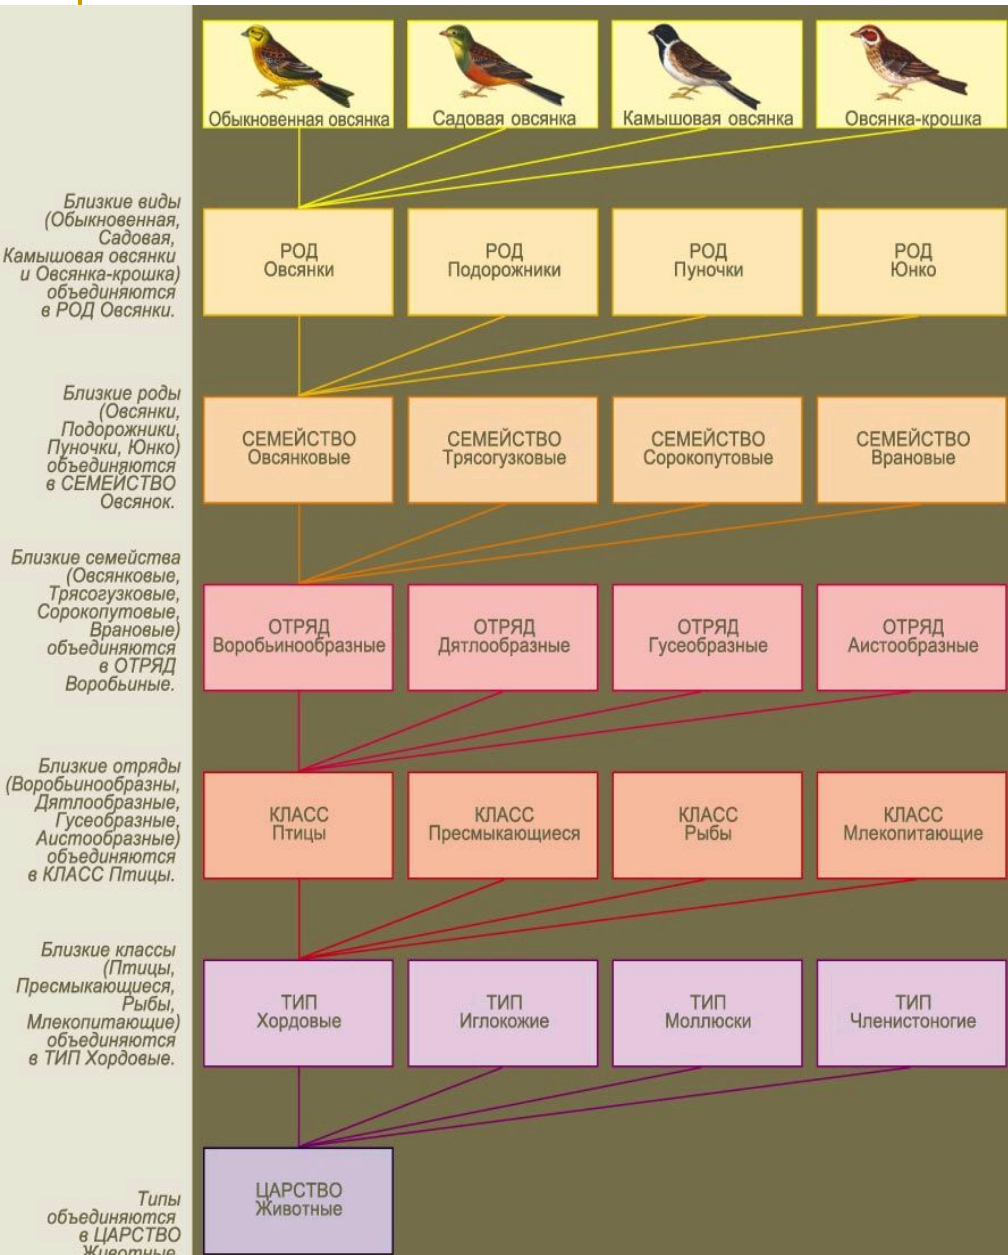 Обыкновенная овсянка
Садовая овсянка
Камышовая овсянка
Овсянка-крошка
Близкие виды
(Обыкновенная,
Садовая,
Камышовая овсянки
и Овсянка-крошка)
объединяются
в РОД Овсянки.
РОД
Овсянки
РОД
Подорожники
РОД
Пуночки
РОД
Юнко
Близкие роды
(Овсянки,
Подорожники,
Пуночки, Юнко)
объединяются
в СЕМЕЙСТВО
Овсянок.
СЕМЕЙСТВО
Овсянковые
СЕМЕЙСТВО
Трясогузковые
СЕМЕЙСТВО
Сорокопутовые
СЕМЕЙСТВО
Врановые
Близкие семейства
(Овсянковые,
Трясогузковые,
Сорокопутовые,
Врановые)
объединяются
в ОТРЯД
Воробьиные.
ОТРЯД
Воробьинообразные
ОТРЯД
Дятлообразные
ОТРЯД
Гусеобразные
ОТРЯД
Аистообразные
Близкие отряды
(Воробьинообразны,
Дятлообразные,
Гусеобразные,
Аистообразные)
объединяются
в КЛАСС Птицы.
КЛАСС
Птицы
КЛАСС
Пресмыкающиеся
КЛАСС
Рыбы
КЛАСС
Млекопитающие
Близкие классы
(Птицы,
Пресмыкающиеся,
Рыбы,
Млекопитающие)
объединяются
в ТИП Хордовые.
ТИП
Хордовые
ТИП
Иглокожие
ТИП
Моллюски
ТИП
Членистоногие
Типы
объединяются
в ЦАРСТВО
Животные.
ЦАРСТВО
Животные